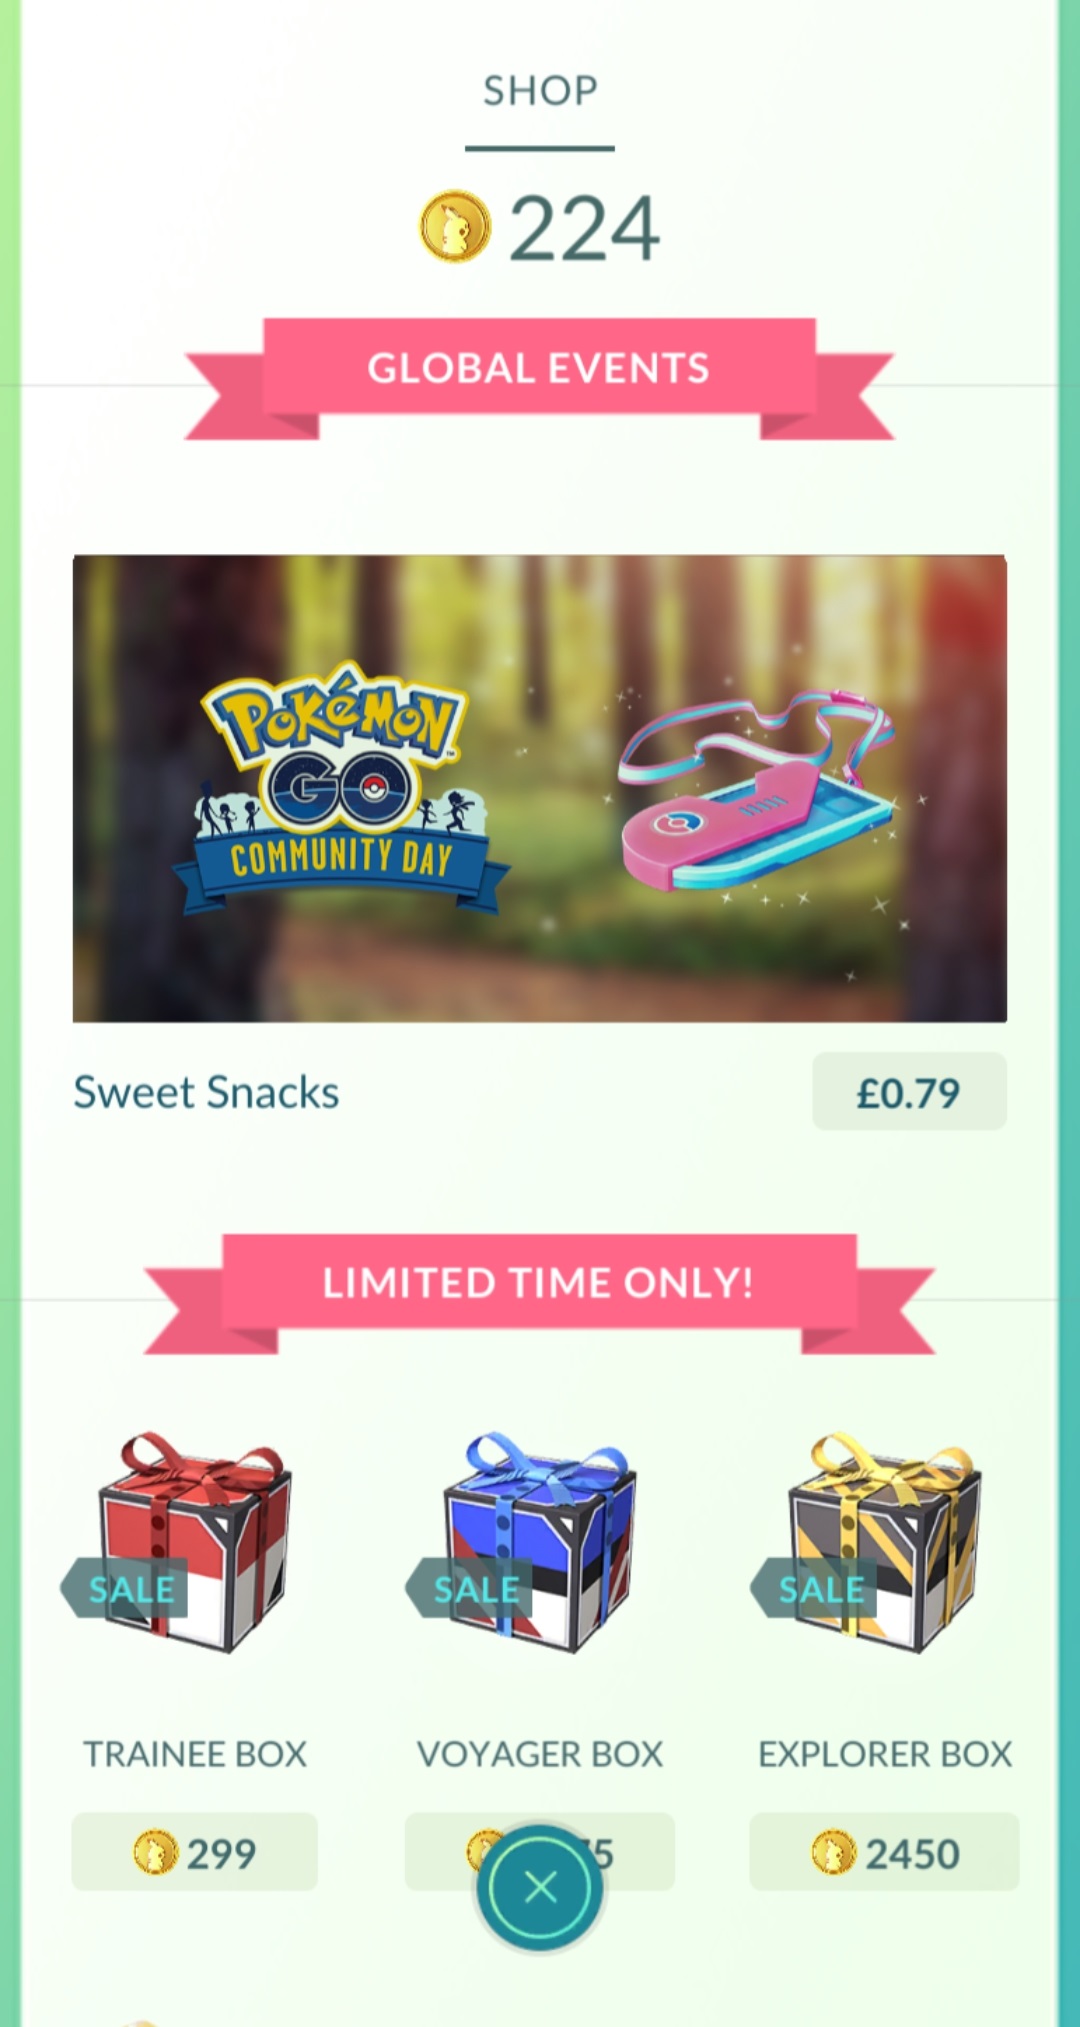 SHOP
224
GLOBAL EVENTS
POKÉMON
GO
COMMUNITY DAY
Sweet Snacks
£0.79
LIMITED TIME ONLY!
SALE SALE SALE
TRAINEE BOX VOYAGER BOX EXPLORER BOX
299 5 2450